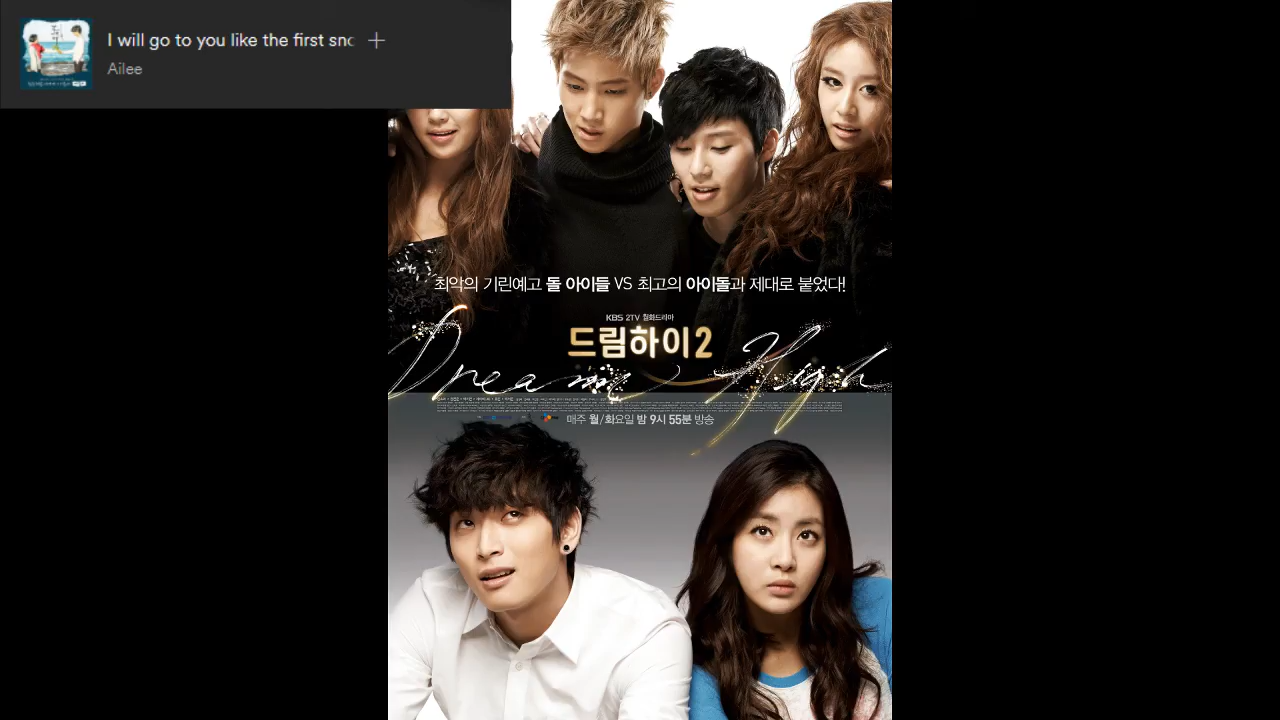 I will go to you like the first sno
Ailee
최악의 기린예고 돌 아이들 VS 최고의 아이돌과 제대로 붙었다!
KBS 2TV 월화드라마
드림하이2
Dream High
매주 월/화요일 밤 9시 55분 방송